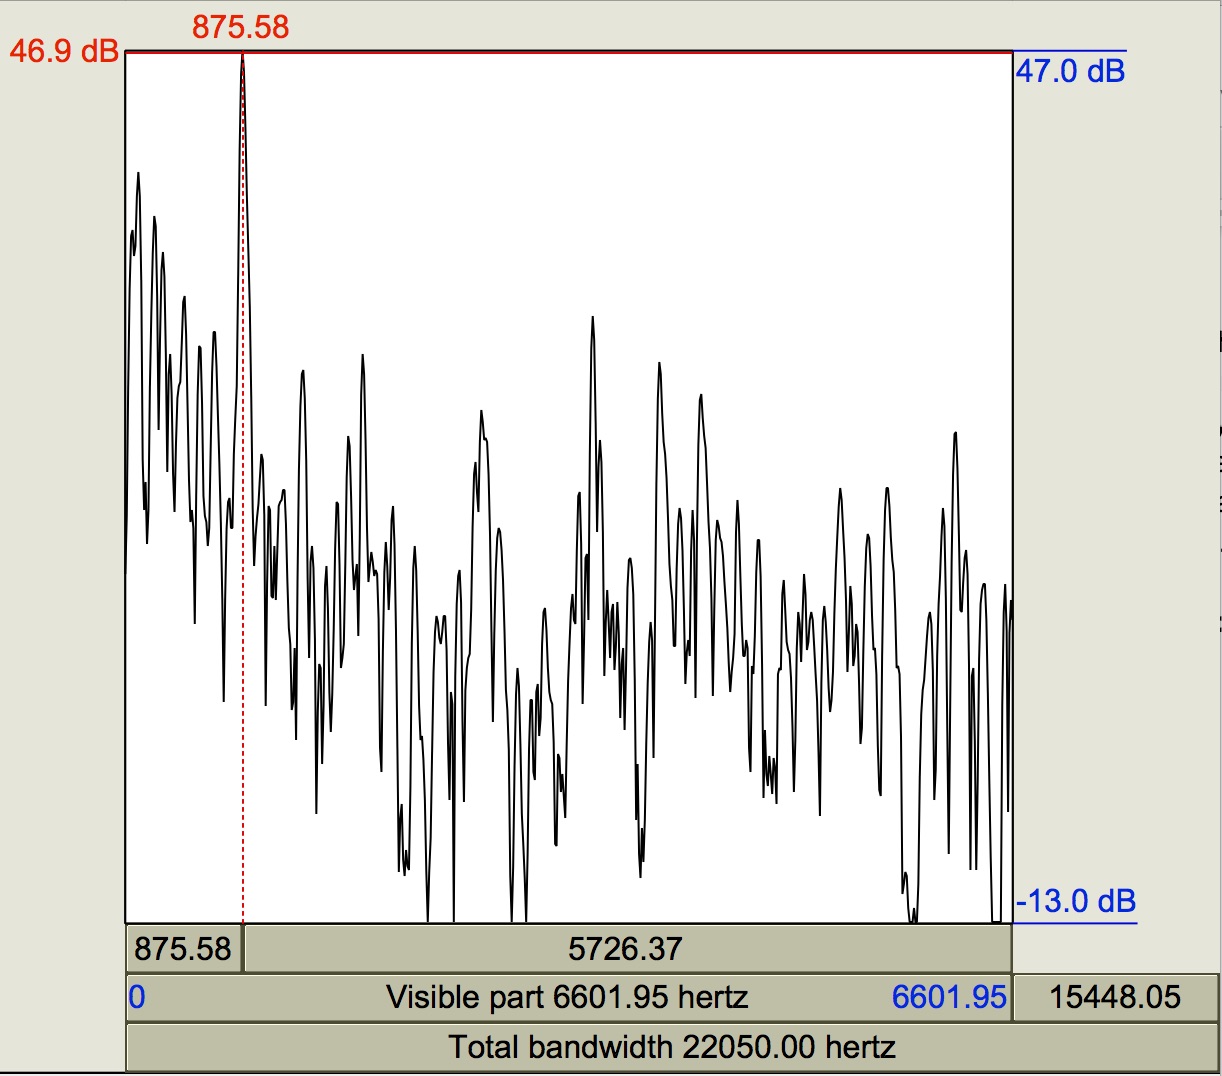 875.58
46.9 dB
47.0 dB
-13.0 dB
875.58 5726.37
0 Visible part 6601.95 hertz 6601.95 15448.05
Total bandwidth 22050.00 hertz